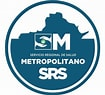 SM
SERVICIO REGIONAL DE SALUD
METROPOLITANO
SRS